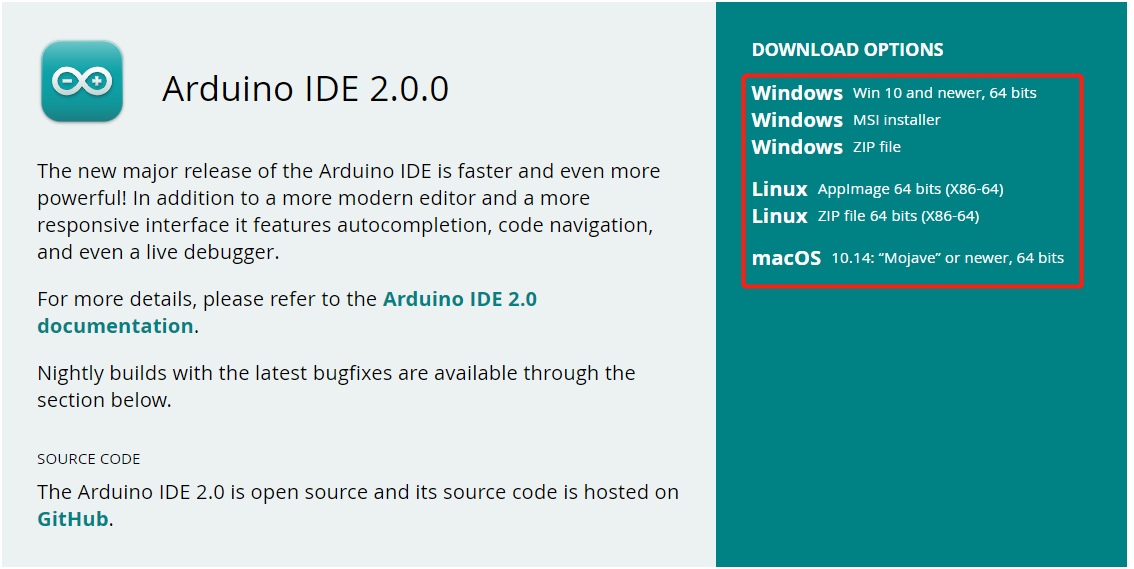 Arduino IDE 2.0.0
The new major release of the Arduino IDE is faster and even more
powerful! In addition to a more modern editor and a more
responsive interface it features autocompletion, code navigation,
and even a live debugger.
For more details, please refer to the Arduino IDE 2.0
documentation.
Nightly builds with the latest bugfixes are available through the
section below.
SOURCE CODE
The Arduino IDE 2.0 is open source and its source code is hosted on
GitHub.
DOWNLOAD OPTIONS
Windows Win 10 and newer, 64 bits
Windows MSI installer
Windows ZIP file
Linux AppImage 64 bits (X86-64)
Linux ZIP file 64 bits (X86-64)
macOS 10.14: “Mojave” or newer, 64 bits